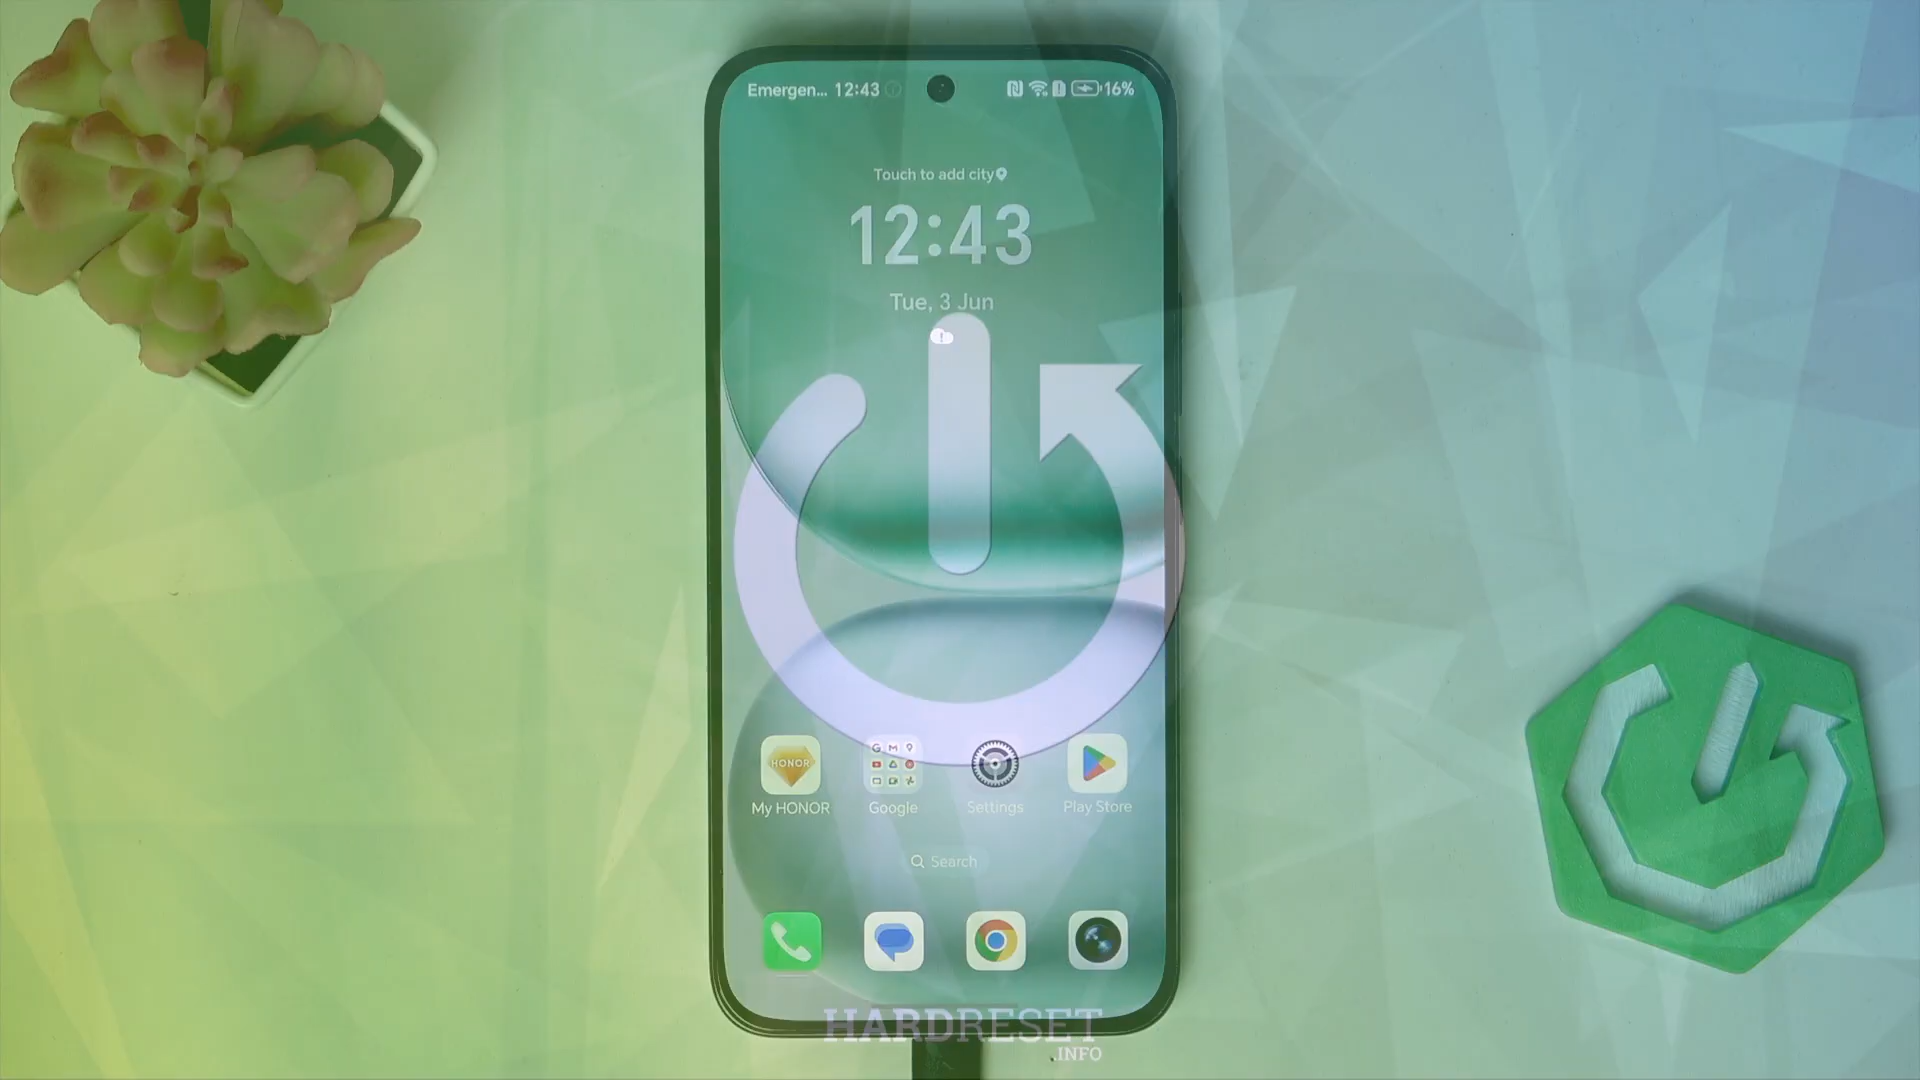 Emergen... 12:43 16%
Touch to add city
12:43
Tue, 3 Jun
HONOR
My HONOR Google Settings Play Store
Search
HARDRESET
.INFO